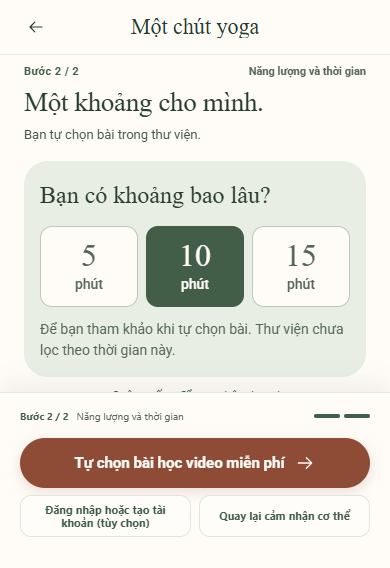 Một chút yoga
Bước 2 / 2
Năng lượng và thời gian
Một khoảng cho mình.
Bạn tự chọn bài trong thư viện.
Bạn có khoảng bao lâu?
5
phút
10
phút
15
phút
Để bạn tham khảo khi tự chọn bài. Thư viện chưa
lọc theo thời gian này.
Bước 2 / 2 Năng lượng và thời gian
Tự chọn bài học video miễn phí
Đăng nhập hoặc tạo tài
khoản (tùy chọn)
Quay lại cảm nhận cơ thể